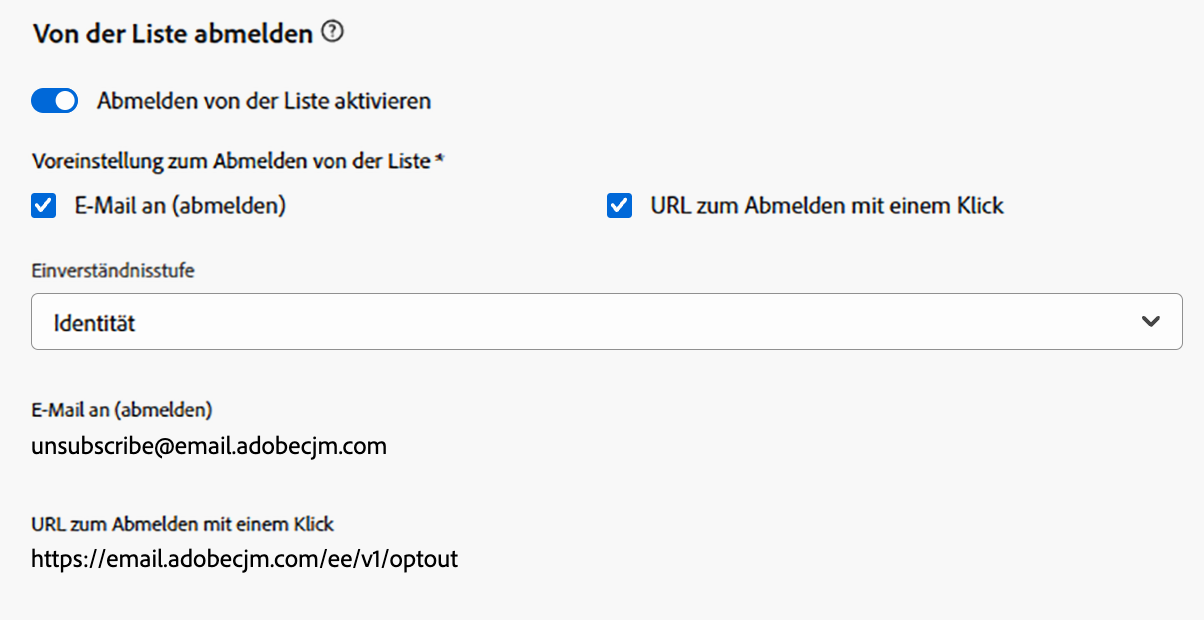 Von der Liste abmelden
Abmelden von der Liste aktivieren
Voreinstellung zum Abmelden von der Liste *
E-Mail an (abmelden)
URL zum Abmelden mit einem Klick
Einverständnisstufe
Identität
E-Mail an (abmelden)
unsubscribe@email.adobecjm.com
URL zum Abmelden mit einem Klick
https://email.adobecjm.com/ee/v1/optout